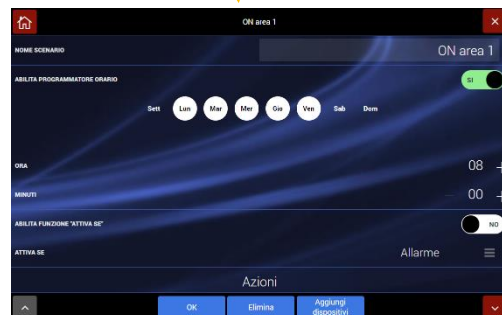 ON area 1
NOME SCENARIO
ON area 1
ABILITA PROGRAMMATORE ORARIO
SI
Sett Lun Mar Mer Gio Ven Sab Dom
ORA
08 +
MINUTI
− 00 +
ABILITA FUNZIONE "ATTIVA SE"
NO
ATTIVA SE
Allarme
Azioni
OK
Elimina
Aggiungi
dispositivi